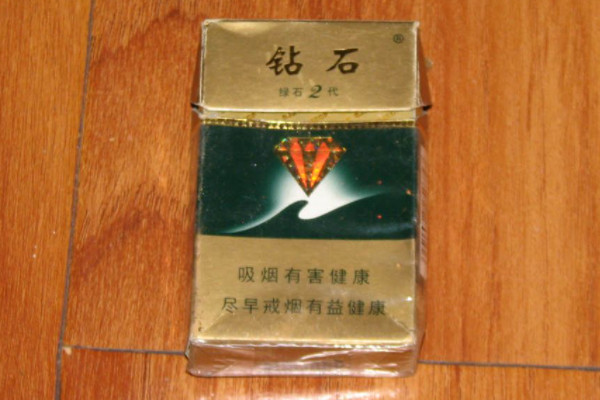 钻石
绿石2代
吸烟有害健康
尽早戒烟有益健康